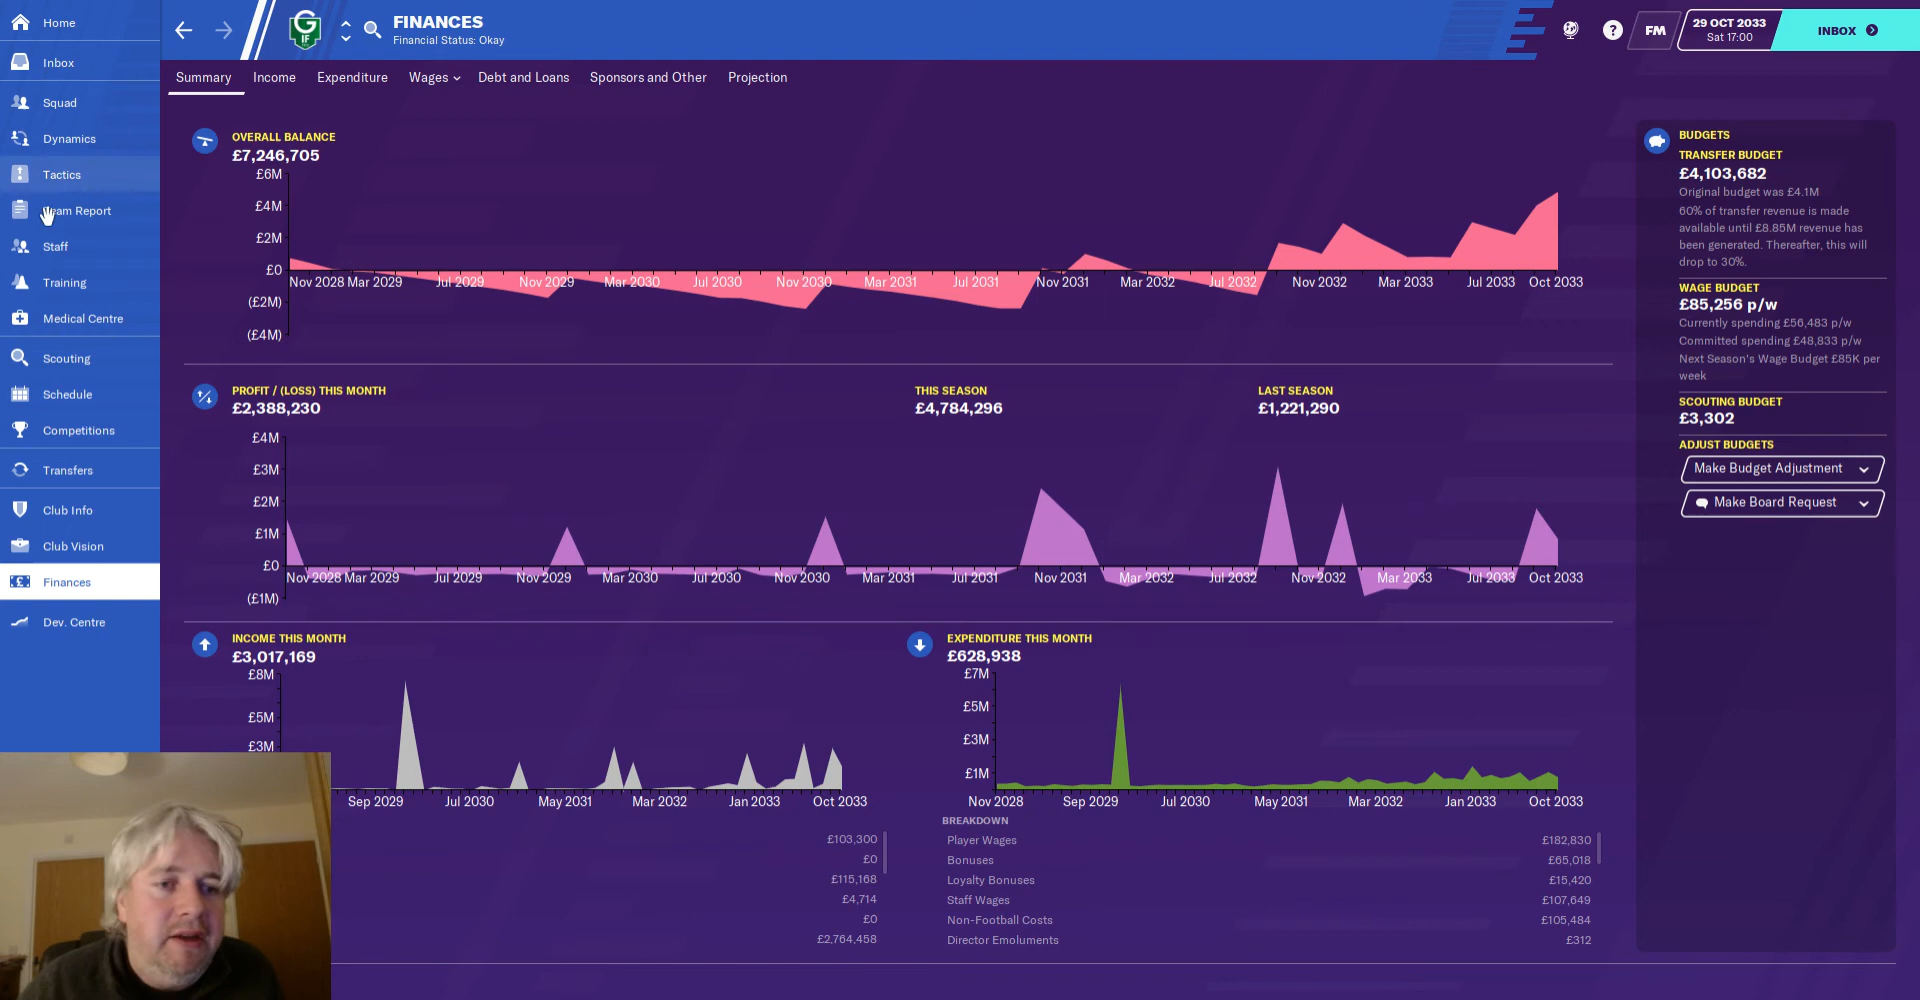 Home
Inbox
Squad
Dynamics
Tactics
Team Report
Staff
Training
Medical Centre
Scouting
Schedule
Competitions
Transfers
Club Info
Club Vision
Finances
Dev. Centre
G
IF
FINANCES
Financial Status: Okay
?
FM
29 OCT 2033
Sat 17:00
INBOX
Summary
Income
Expenditure
Wages
Debt and Loans
Sponsors and Other
Projection
OVERALL BALANCE
£7,246,705
£6M
£4M
£2M
£0
(£2M)
(£4M)
Nov 2028 Mar 2029 Jul 2029 Nov 2029 Mar 2030 Jul 2030 Nov 2030 Mar 2031 Jul 2031 Nov 2031 Mar 2032 Jul 2032 Nov 2032 Mar 2033 Jul 2033 Oct 2033
PROFIT / (LOSS) THIS MONTH
£2,388,230
THIS SEASON
£4,784,296
LAST SEASON
£1,221,290
£4M
£3M
£2M
£1M
£0
(£1M)
Nov 2028 Mar 2029 Jul 2029 Nov 2029 Mar 2030 Jul 2030 Nov 2030 Mar 2031 Jul 2031 Nov 2031 Mar 2032 Jul 2032 Nov 2032 Mar 2033 Jul 2033 Oct 2033
INCOME THIS MONTH
£3,017,169
£8M
£5M
£3M
Sep 2029 Jul 2030 May 2031 Mar 2032 Jan 2033 Oct 2033
£103,300
£0
£115,168
£4,714
£0
£2,764,458
EXPENDITURE THIS MONTH
£628,938
£7M
£5M
£3M
£1M
Nov 2028 Sep 2029 Jul 2030 May 2031 Mar 2032 Jan 2033 Oct 2033
BREAKDOWN
Player Wages £182,830
Bonuses £65,018
Loyalty Bonuses £15,420
Staff Wages £107,649
Non-Football Costs £105,484
Director Emoluments £312
BUDGETS
TRANSFER BUDGET
£4,103,682
Original budget was £4.1M
60% of transfer revenue is made
available until £8.85M revenue has
been generated. Thereafter, this will
drop to 30%.
WAGE BUDGET
£85,256 p/w
Currently spending £56,483 p/w
Committed spending £48,833 p/w
Next Season's Wage Budget £85K per
week
SCOUTING BUDGET
£3,302
ADJUST BUDGETS
Make Budget Adjustment
Make Board Request